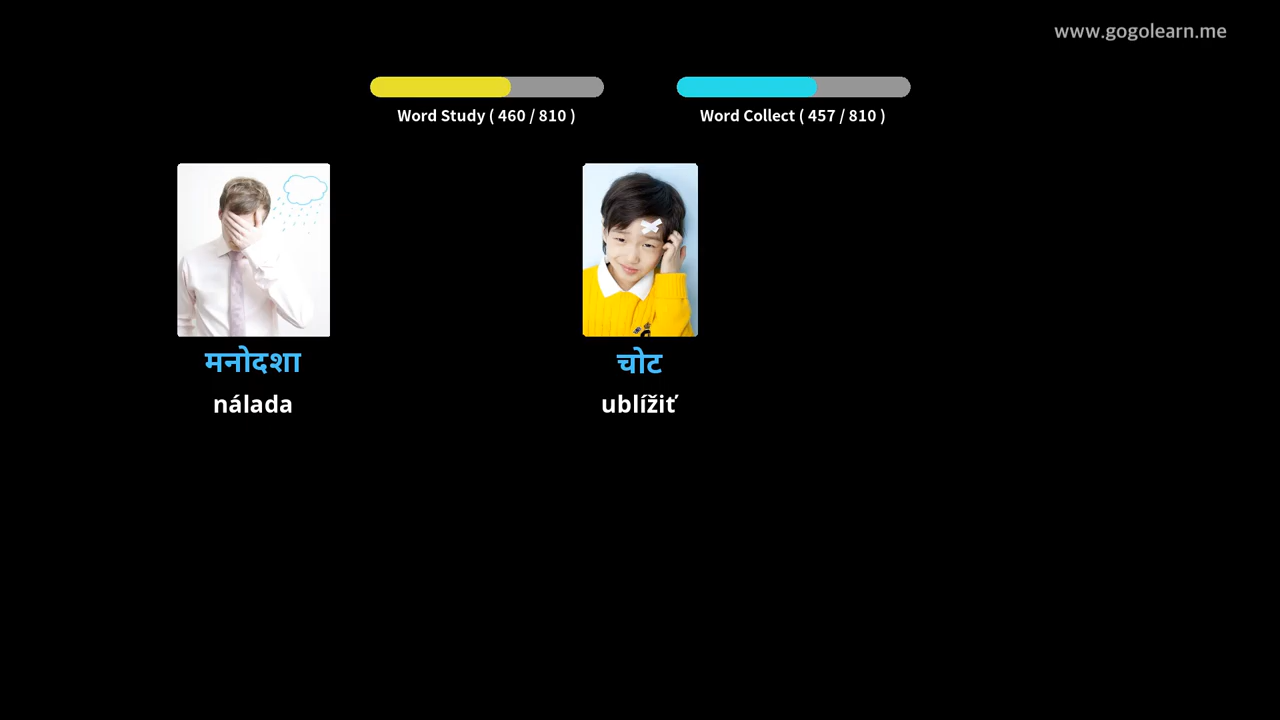 www.gogolearn.me
Word Study ( 460 / 810 )
Word Collect ( 457 / 810 )
मनोदशा
nálada
चोट
ublížiť